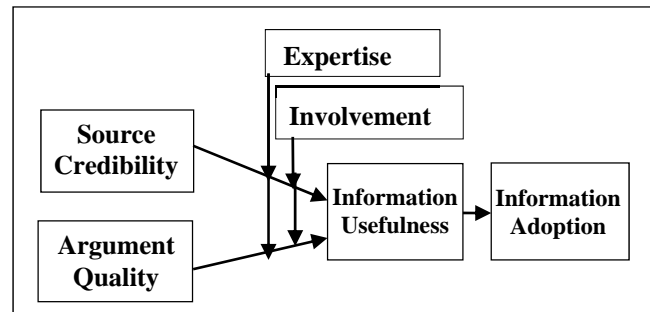 Expertise
Involvement
Source
Credibility
Argument
Quality
Information
Usefulness
Information
Adoption